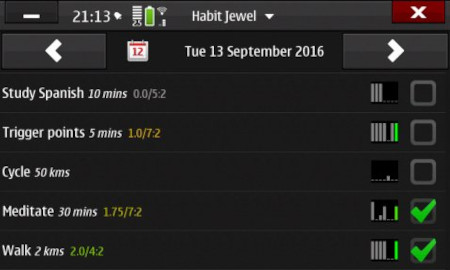 21:13 23 Habit Jewel
12 Tue 13 September 2016
Study Spanish 10 mins 0.0/5:2
Trigger points 5 mins 1.0/7:2
Cycle 50 kms
Meditate 30 mins 1.75/7:2
Walk 2 kms 2.0/4:2